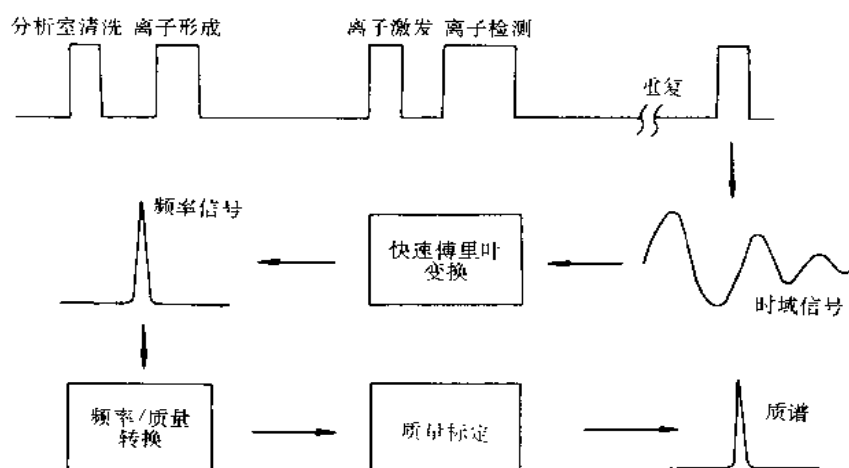 分析室清洗 离子形成 离子激发 离子检测
重复
频率信号
快速傅里叶
变换
时域信号
频率/质量
转换
质量标定
质谱